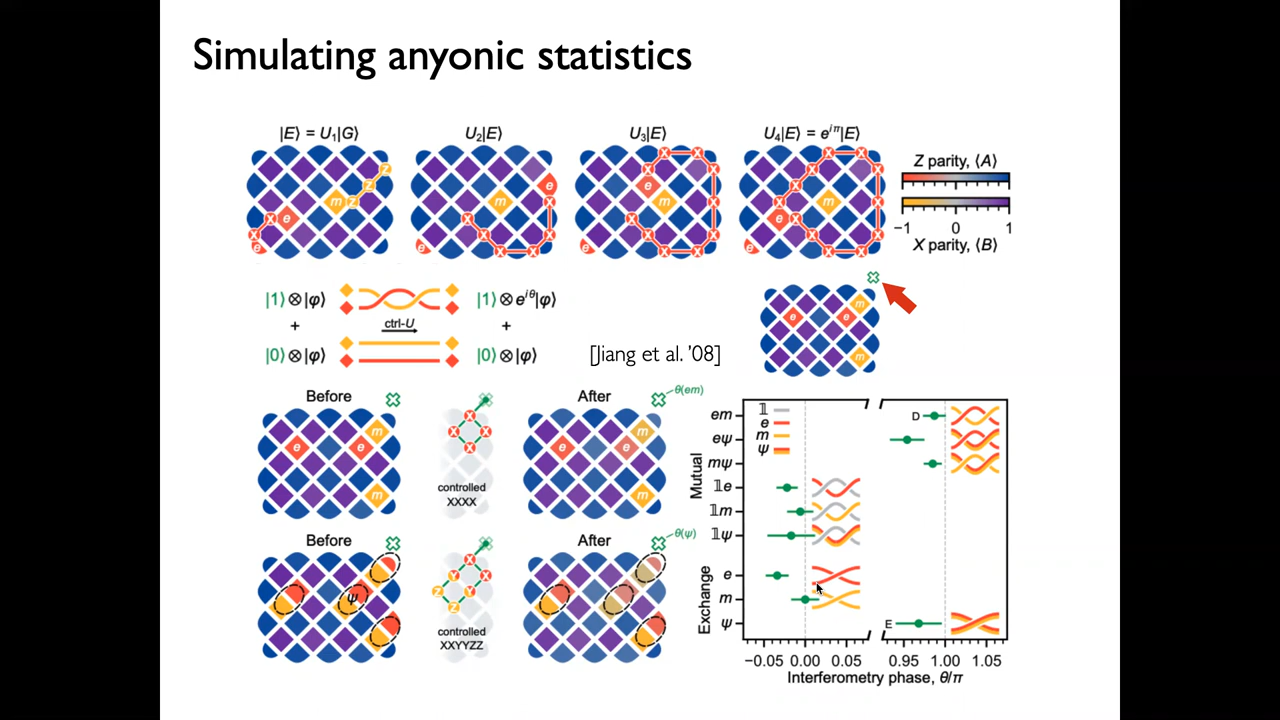 Simulating anyonic statistics
|E⟩ = U₁|G⟩
U₂|E⟩
U₃|E⟩
U₄|E⟩ = e^{iπ}|E⟩
Z Z Z m X e X e
e m X X X X X X e
X X X X e m X X X X X X X
X X X X X m X e X X X X X e
Z parity, ⟨A⟩
−1 0 1
X parity, ⟨B⟩
|1⟩⊗|φ⟩
|1⟩⊗e^{iθ}|φ⟩
+
ctrl-U
+
|0⟩⊗|φ⟩
|0⟩⊗|φ⟩
[Jiang et al. '08]
m
e e
m
Before
After
θ(em)
m
e e
m
X
X X
X
controlled
XXXX
m
e e
m
Before
After
θ(ψ)
ψ
X
Y X
Z Y
Z
controlled
XXYYZZ
Mutual
Exchange
𝟙
e
m
ψ
em
eψ
mψ
𝟙e
𝟙m
𝟙ψ
e
m
ψ
D
E
−0.05 0.00 0.05 0.95 1.00 1.05
Interferometry phase, θ/π